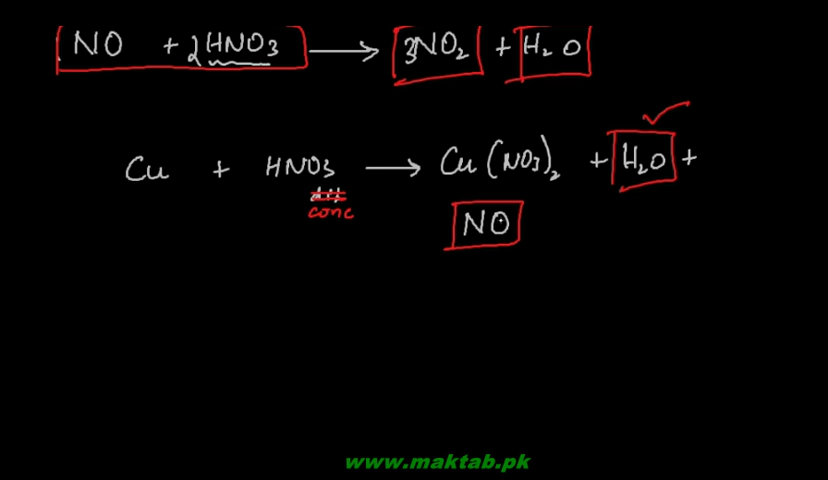 NO + 2HNO3 → 3NO2 + H2O
Cu + HNO3 → Cu(NO3)2 + H2O +
conc
NO
www.maktab.pk